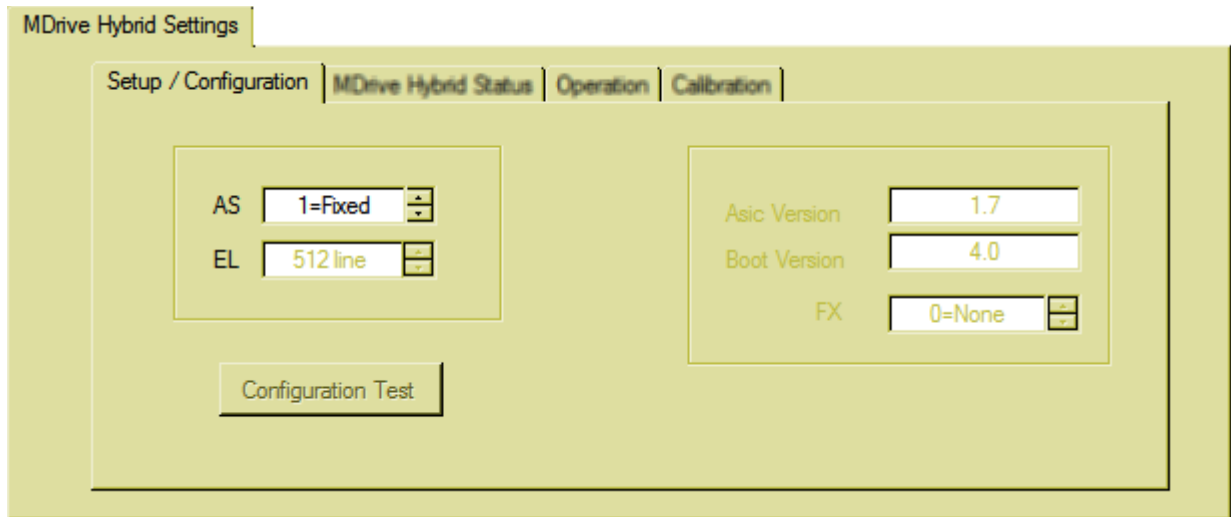 MDrive Hybrid Settings
Setup / Configuration MDrive Hybrid Status Operation Calibration
AS 1=Fixed
EL 512 line
Asic Version 1.7
Boot Version 4.0
FX 0=None
Configuration Test